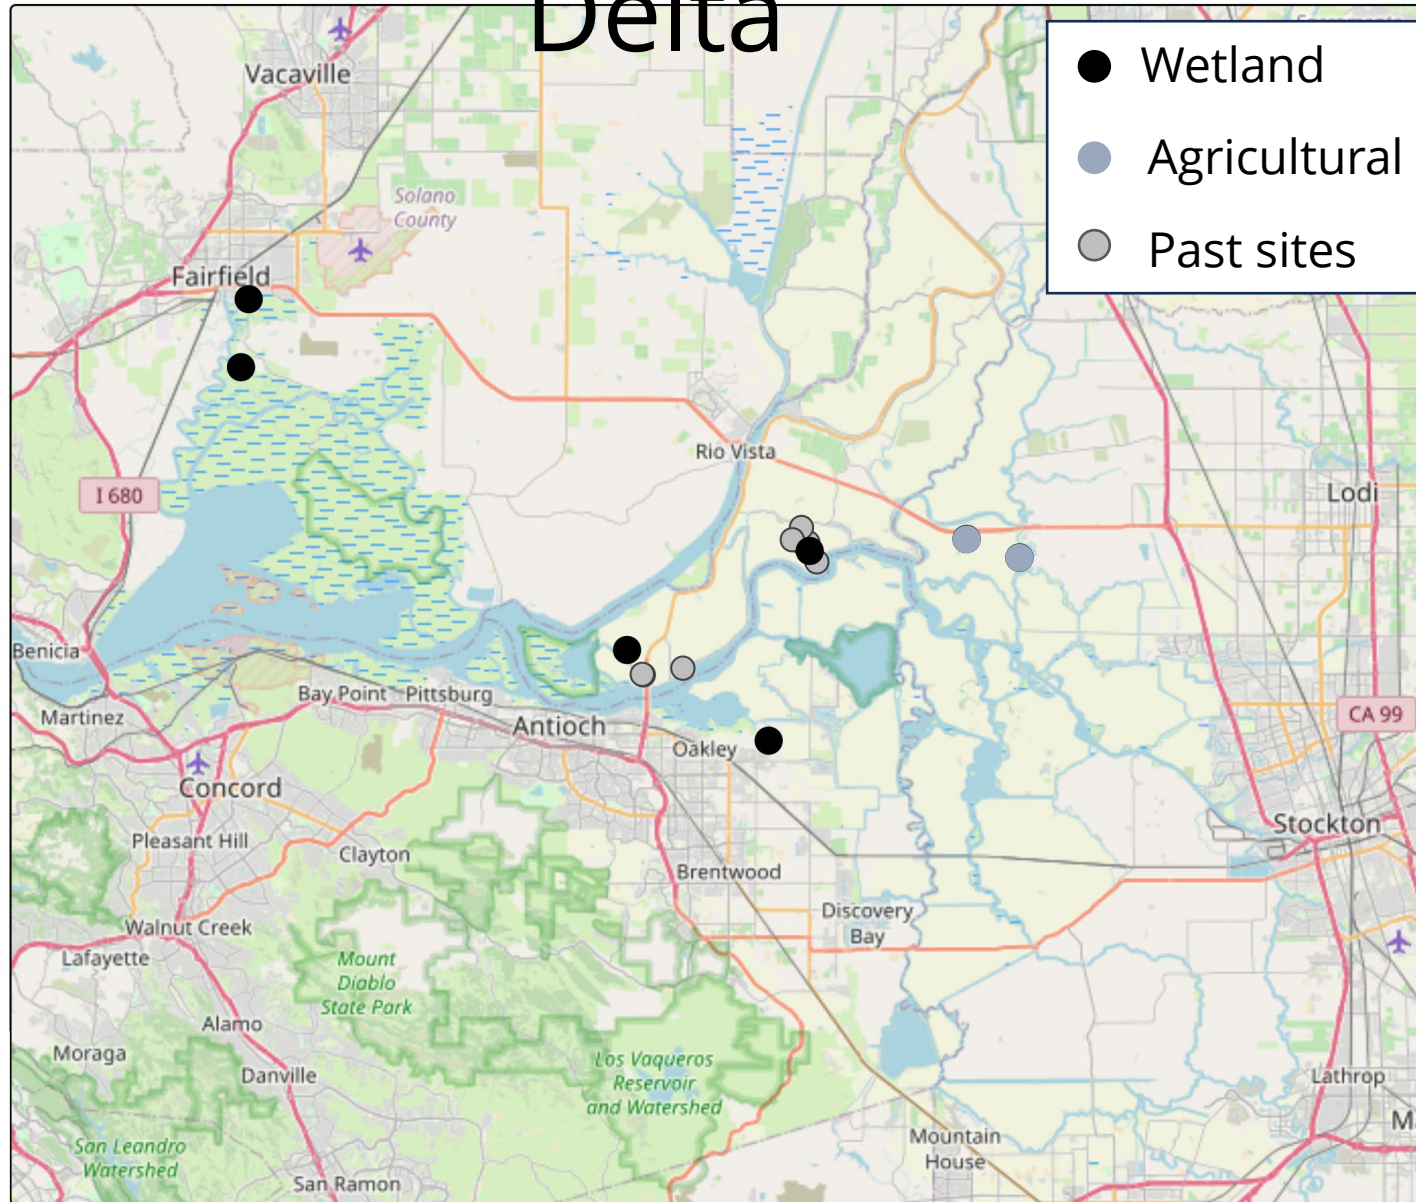 Delta
Wetland
Agricultural
Past sites
Vacaville
Solano
County
Fairfield
Rio Vista
I 680
Lodi
Benicia
Martinez
Bay Point
Pittsburg
Antioch
Oakley
CA 99
Concord
Stockton
Pleasant Hill
Clayton
Brentwood
Discovery
Bay
Walnut Creek
Lafayette
Mount
Diablo
State Park
Alamo
Moraga
Danville
Los Vaqueros
Reservoir
and Watershed
Lathrop
San Leandro
Watershed
Mountain
House
San Ramon